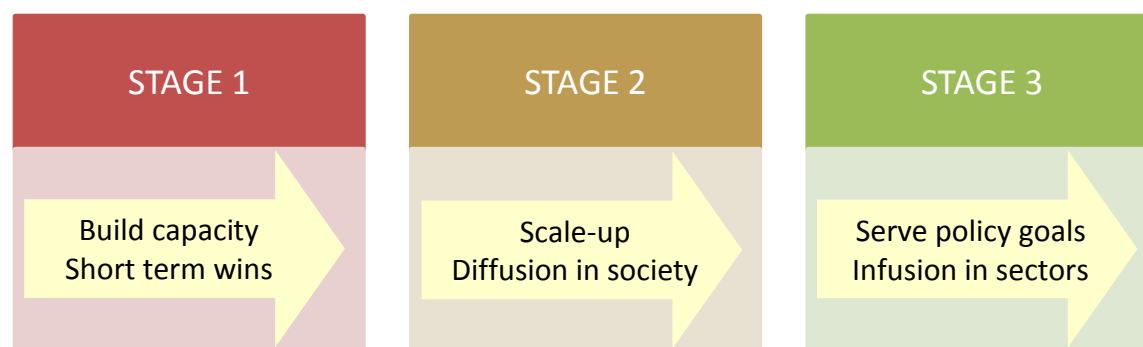 STAGE 1
Build capacity
Short term wins
STAGE 2
Scale-up
Diffusion in society
STAGE 3
Serve policy goals
Infusion in sectors